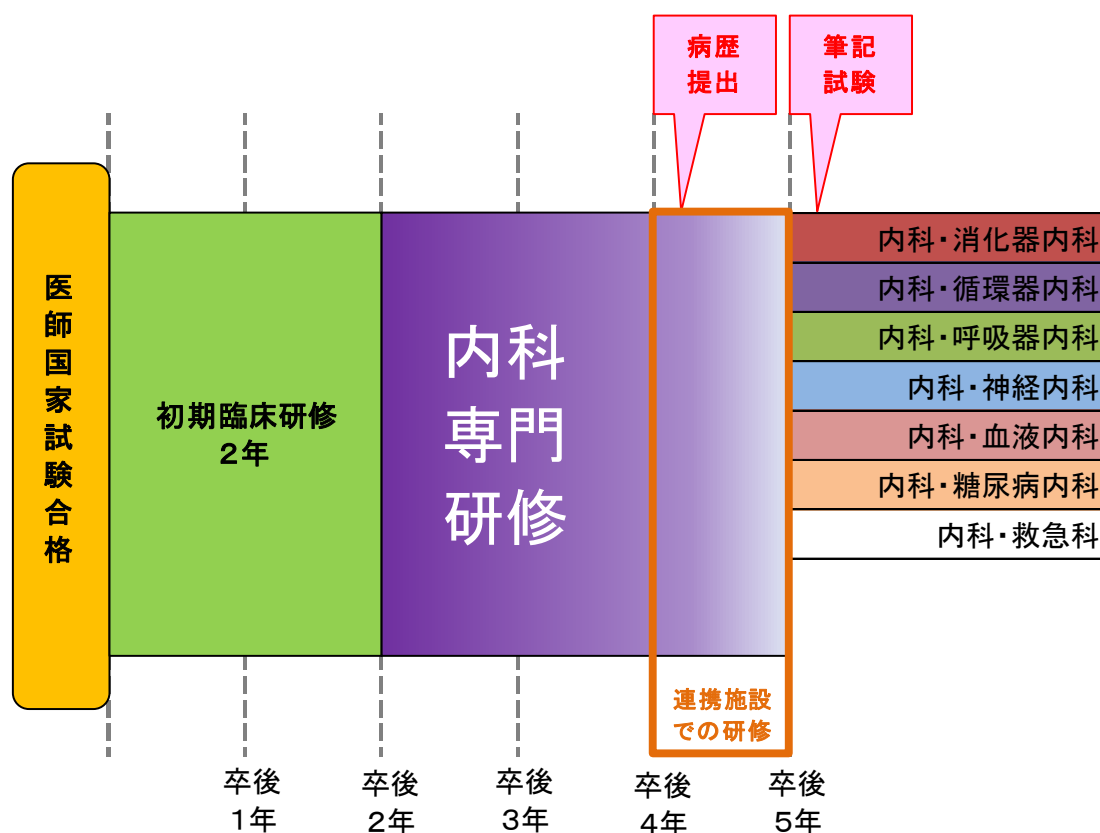 病歴
提出
筆記
試験
医師国家試験合格
初期臨床研修
２年
内科
専門
研修
内科・消化器内科
内科・循環器内科
内科・呼吸器内科
内科・神経内科
内科・血液内科
内科・糖尿病内科
内科・救急科
連携施設
での研修
卒後
１年
卒後
２年
卒後
３年
卒後
４年
卒後
５年